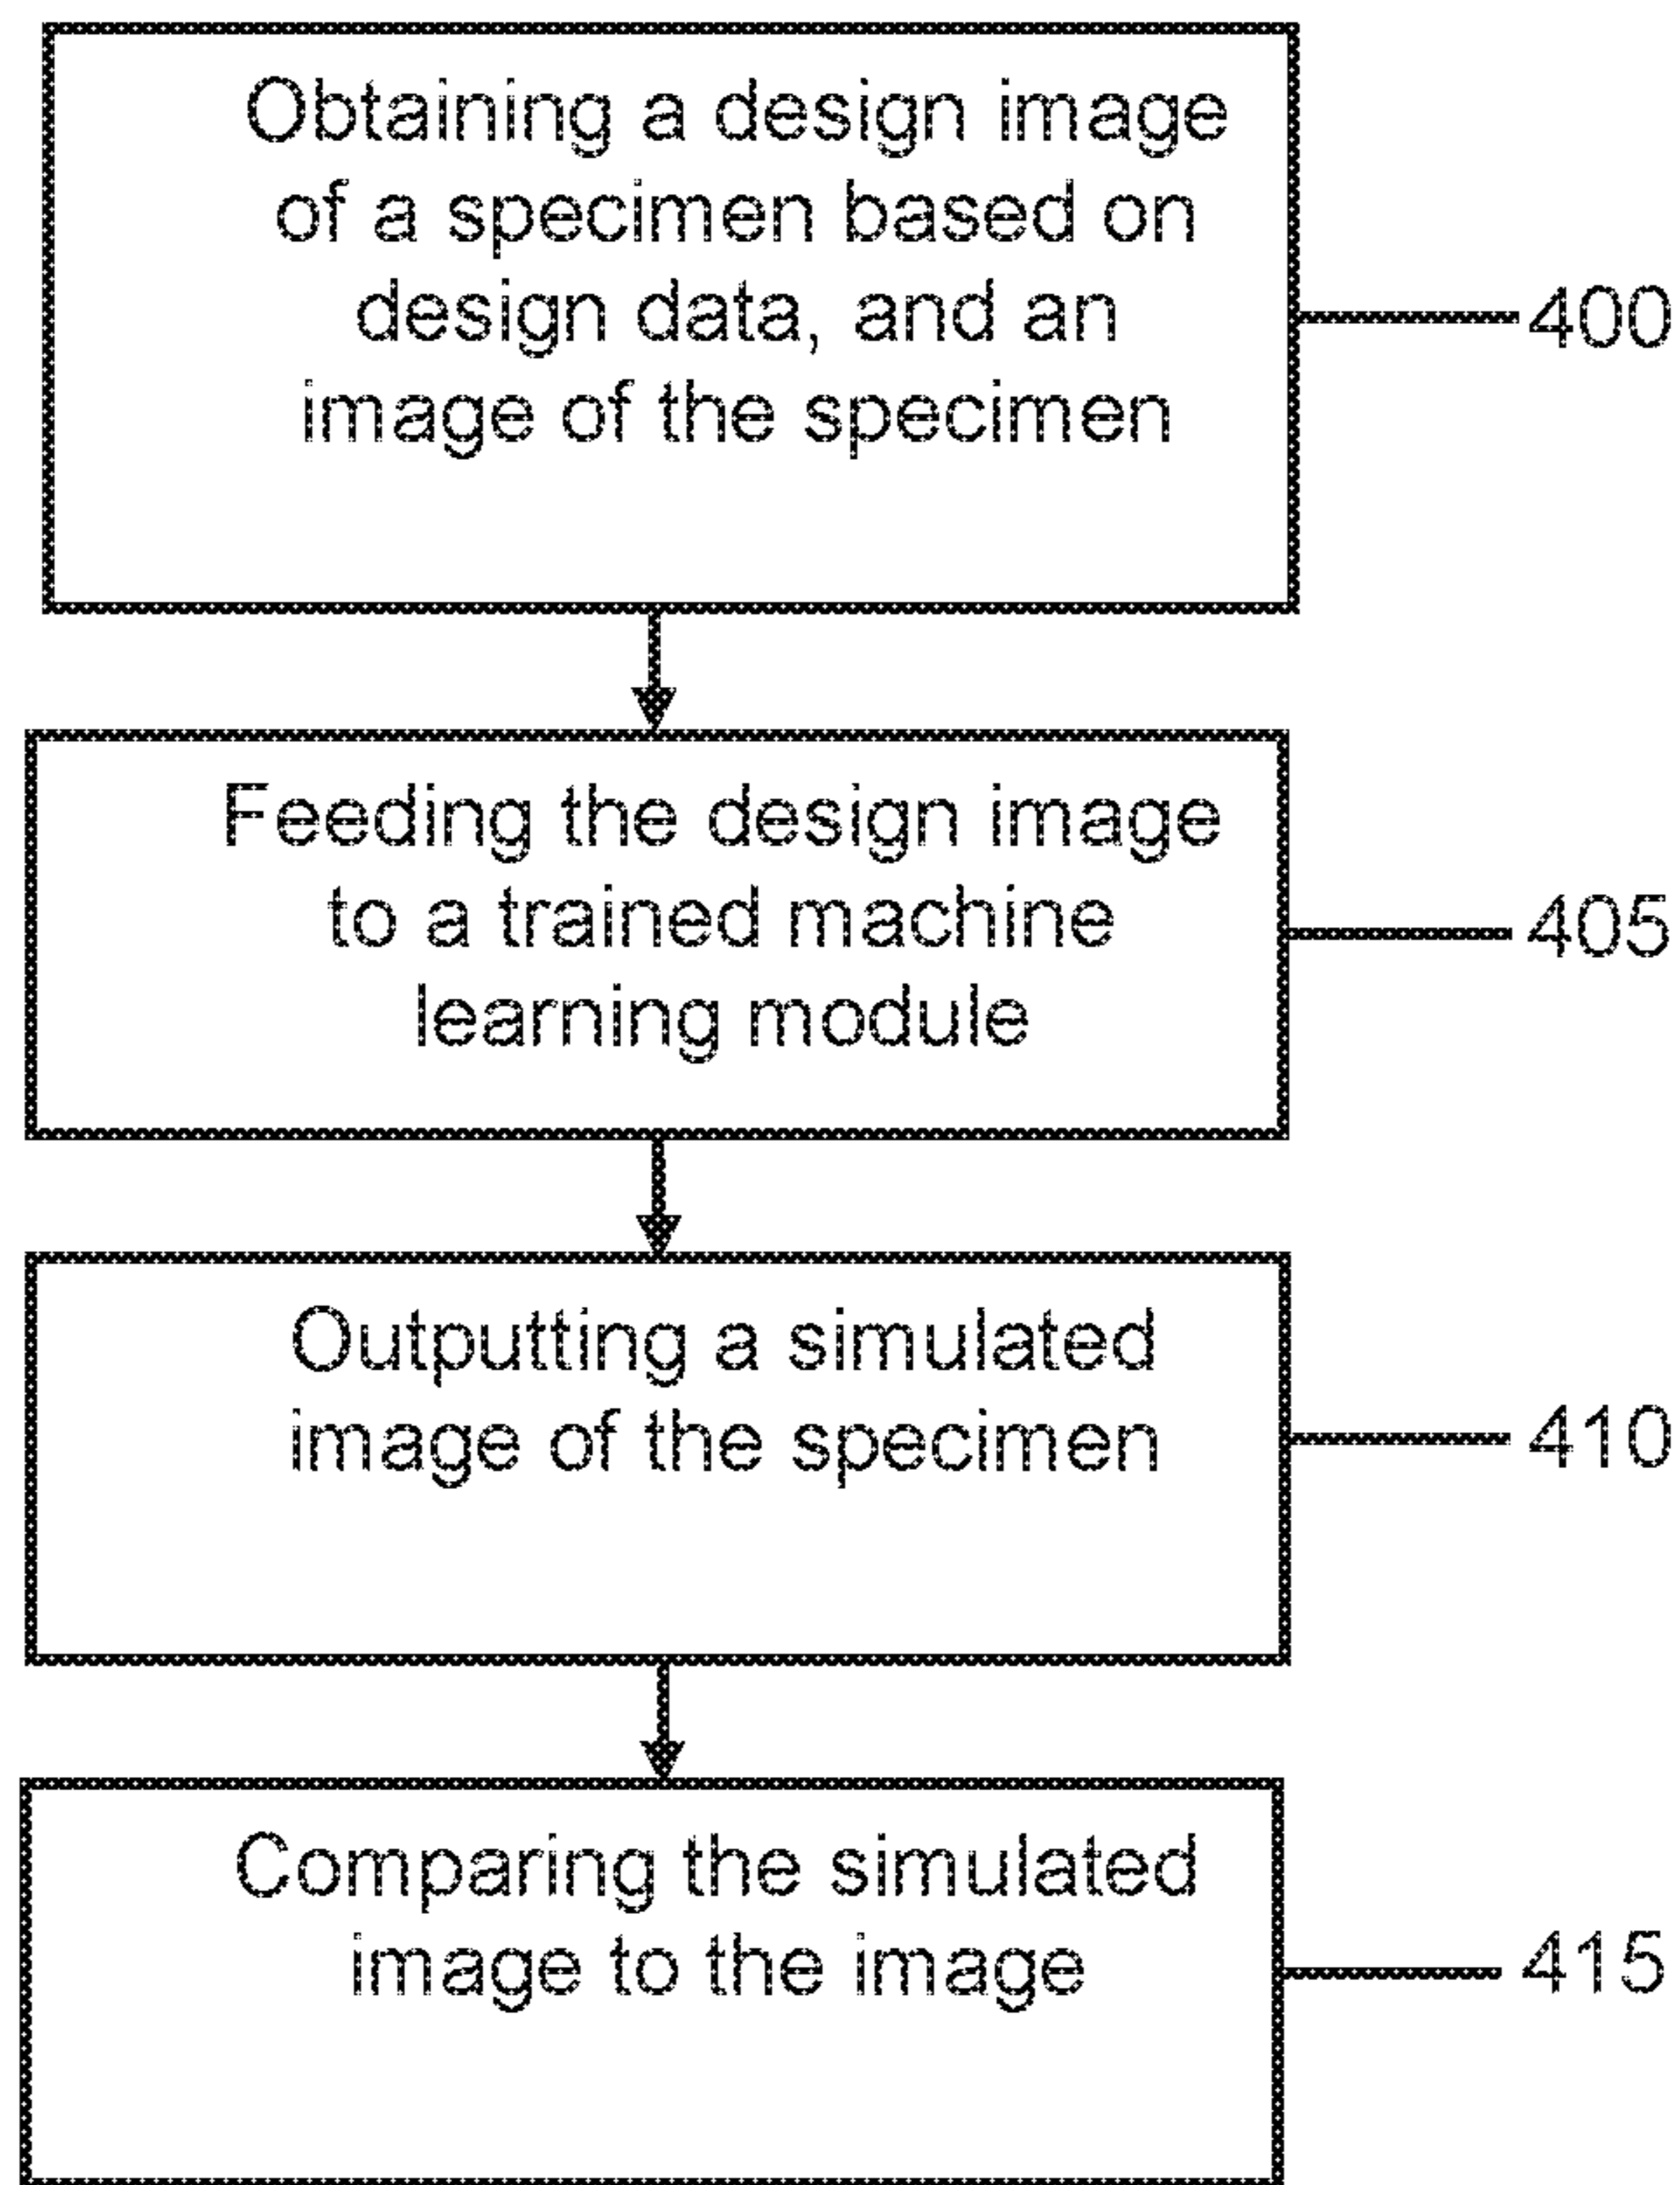 Obtaining a design image
of a specimen based on
design data, and an
image of the specimen
400
Feeding the design image
to a trained machine
learning module
405
Outputting a simulated
image of the specimen
410
Comparing the simulated
image to the image
415